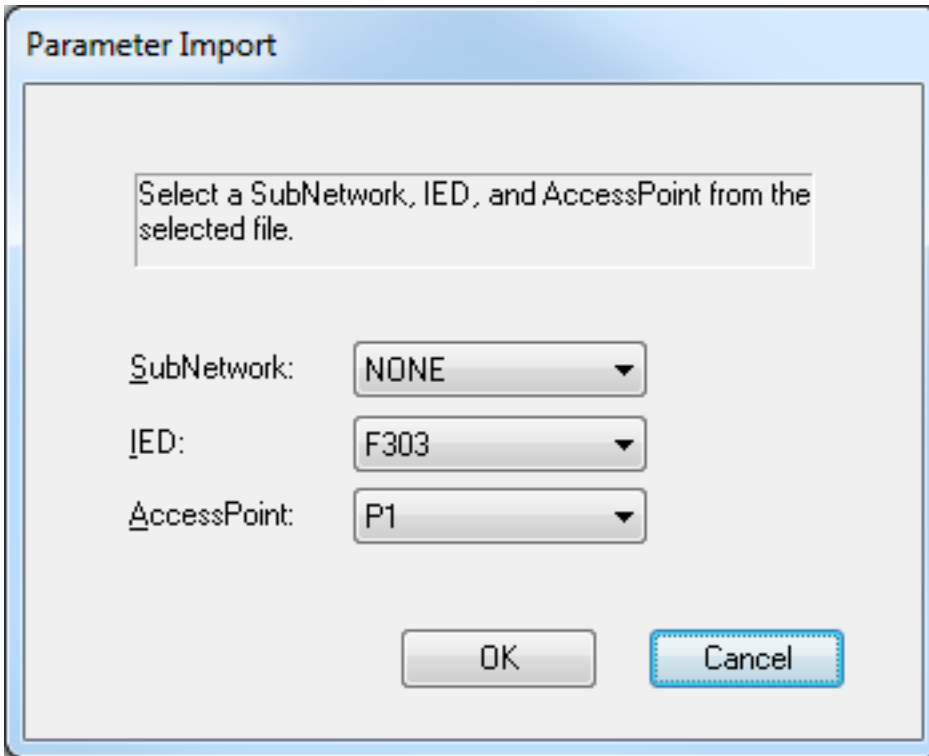 Parameter Import
Select a SubNetwork, IED, and AccessPoint from the
selected file.
SubNetwork: NONE
IED: F303
AccessPoint: P1
OK Cancel